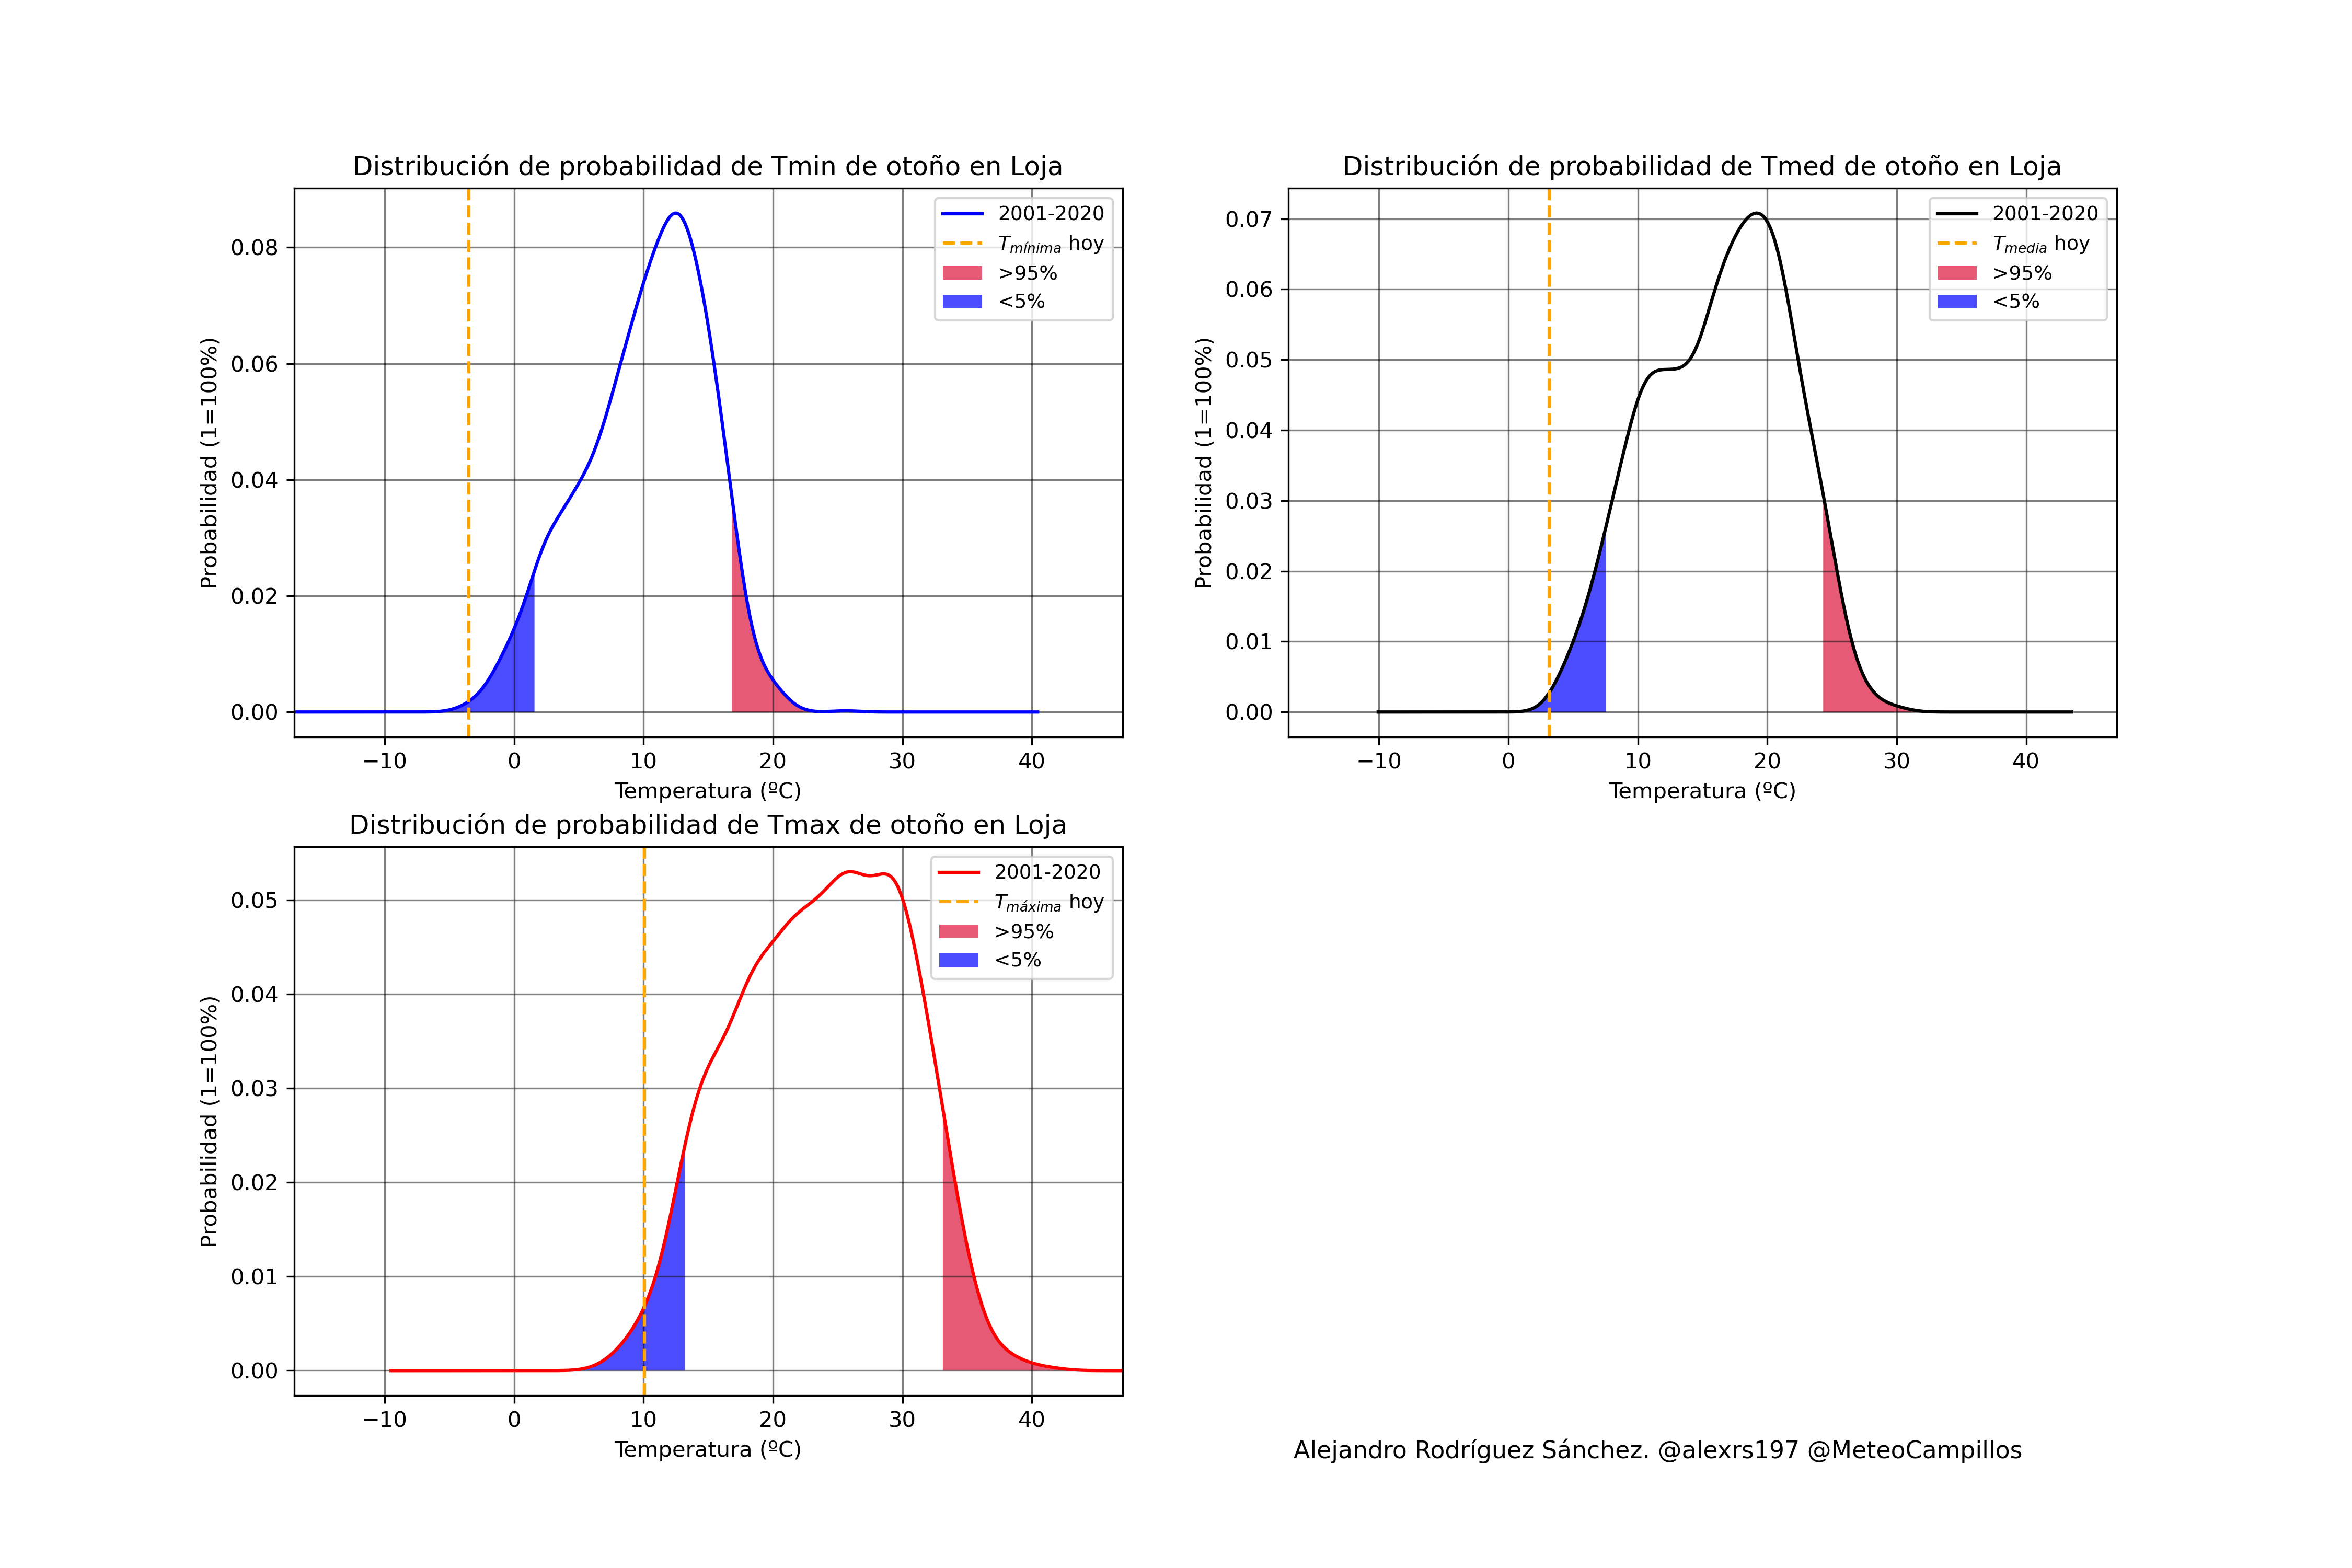 Distribución de probabilidad de Tmin de otoño en Loja
Probabilidad (1=100%)
0.08
0.06
0.04
0.02
0.00
−10 0 10 20 30 40
Temperatura (ºC)
2001-2020
Tmínima hoy
>95%
<5%
Distribución de probabilidad de Tmed de otoño en Loja
Probabilidad (1=100%)
0.07
0.06
0.05
0.04
0.03
0.02
0.01
0.00
−10 0 10 20 30 40
Temperatura (ºC)
2001-2020
Tmedia hoy
>95%
<5%
Distribución de probabilidad de Tmax de otoño en Loja
Probabilidad (1=100%)
0.05
0.04
0.03
0.02
0.01
0.00
−10 0 10 20 30 40
Temperatura (ºC)
2001-2020
Tmáxima hoy
>95%
<5%
Alejandro Rodríguez Sánchez. @alexrs197 @MeteoCampillos